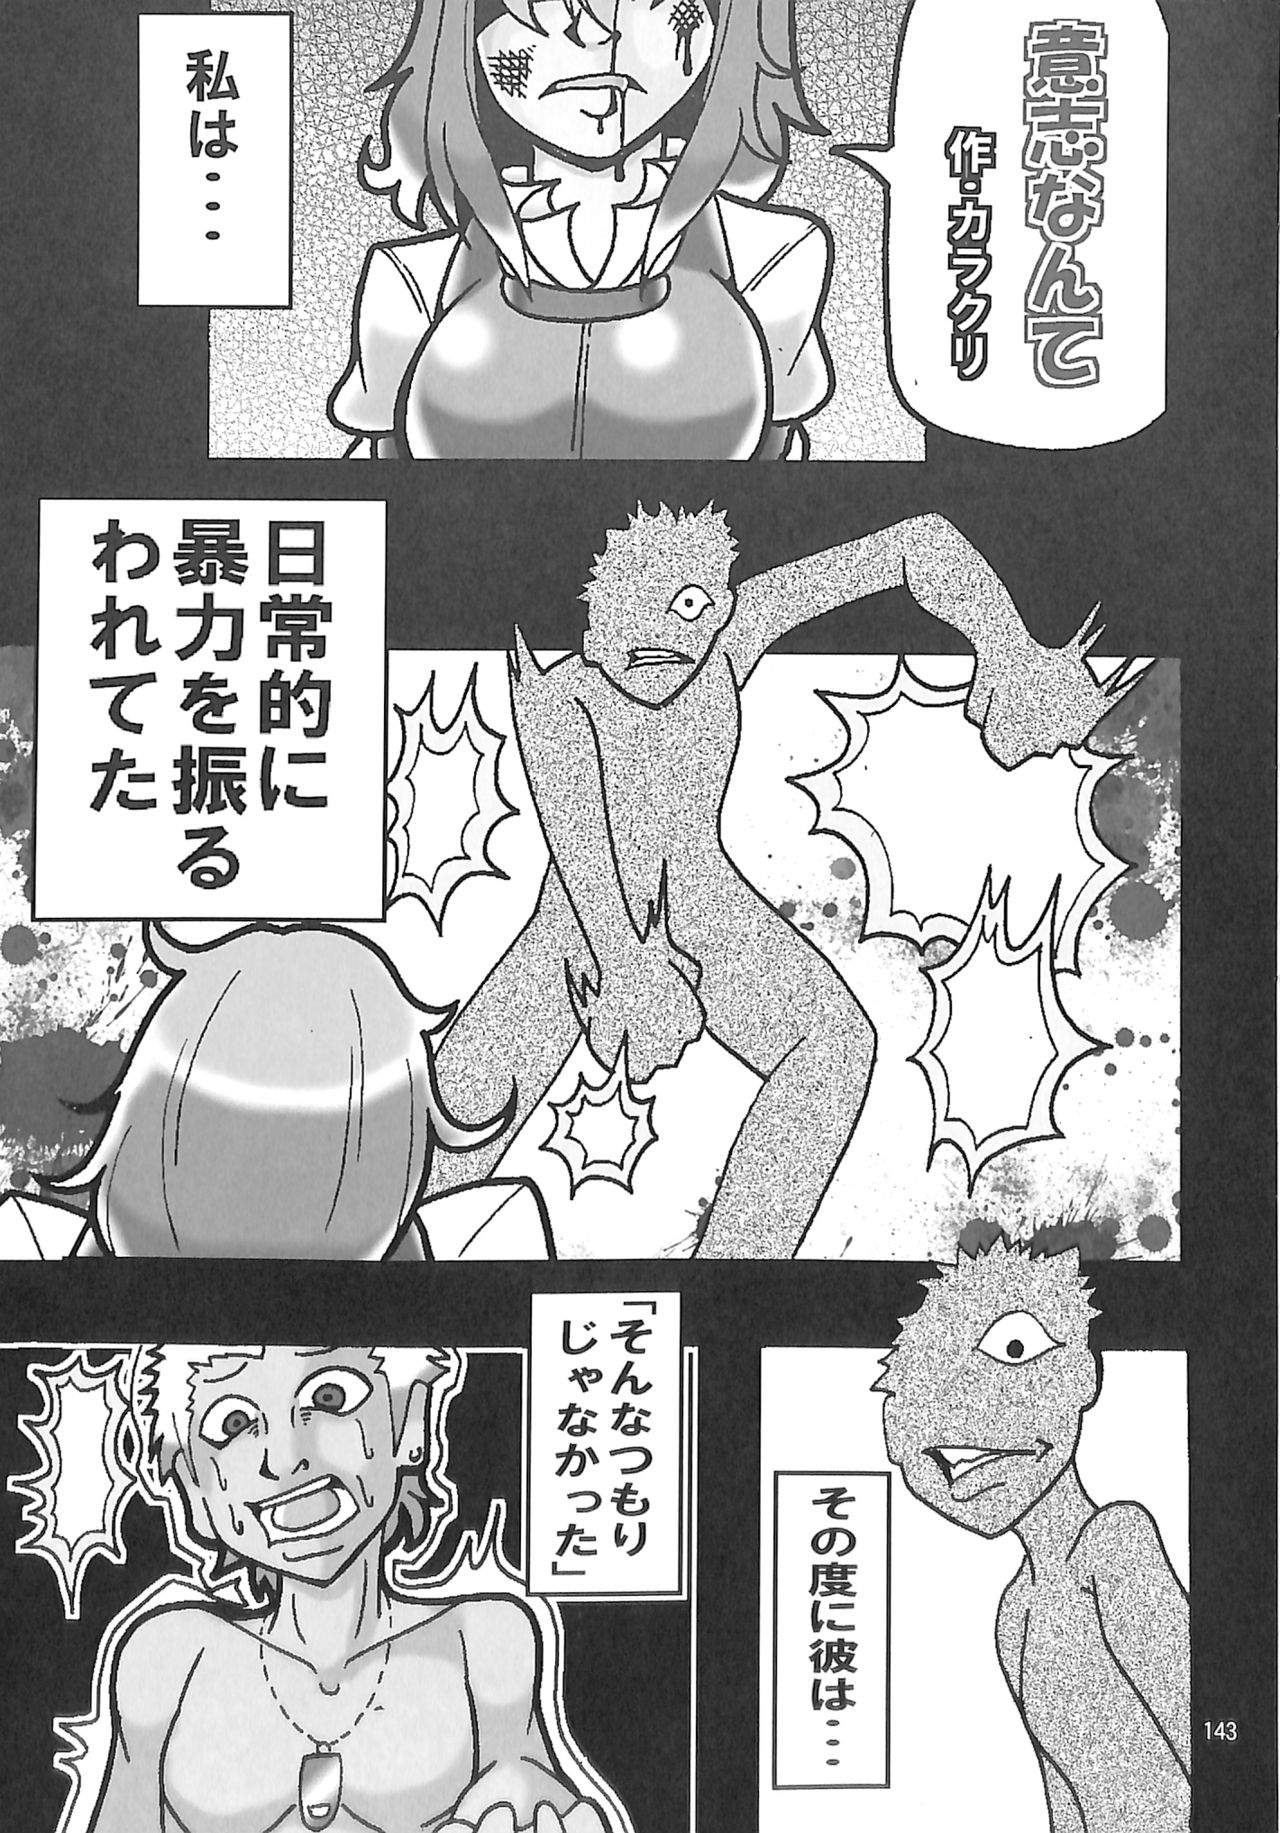 意志なんて
作・カラクリ
私は・・・
日常的に
暴力を振る
われてた
その度に彼は・・・
「そんなつもり
じゃなかった」
143